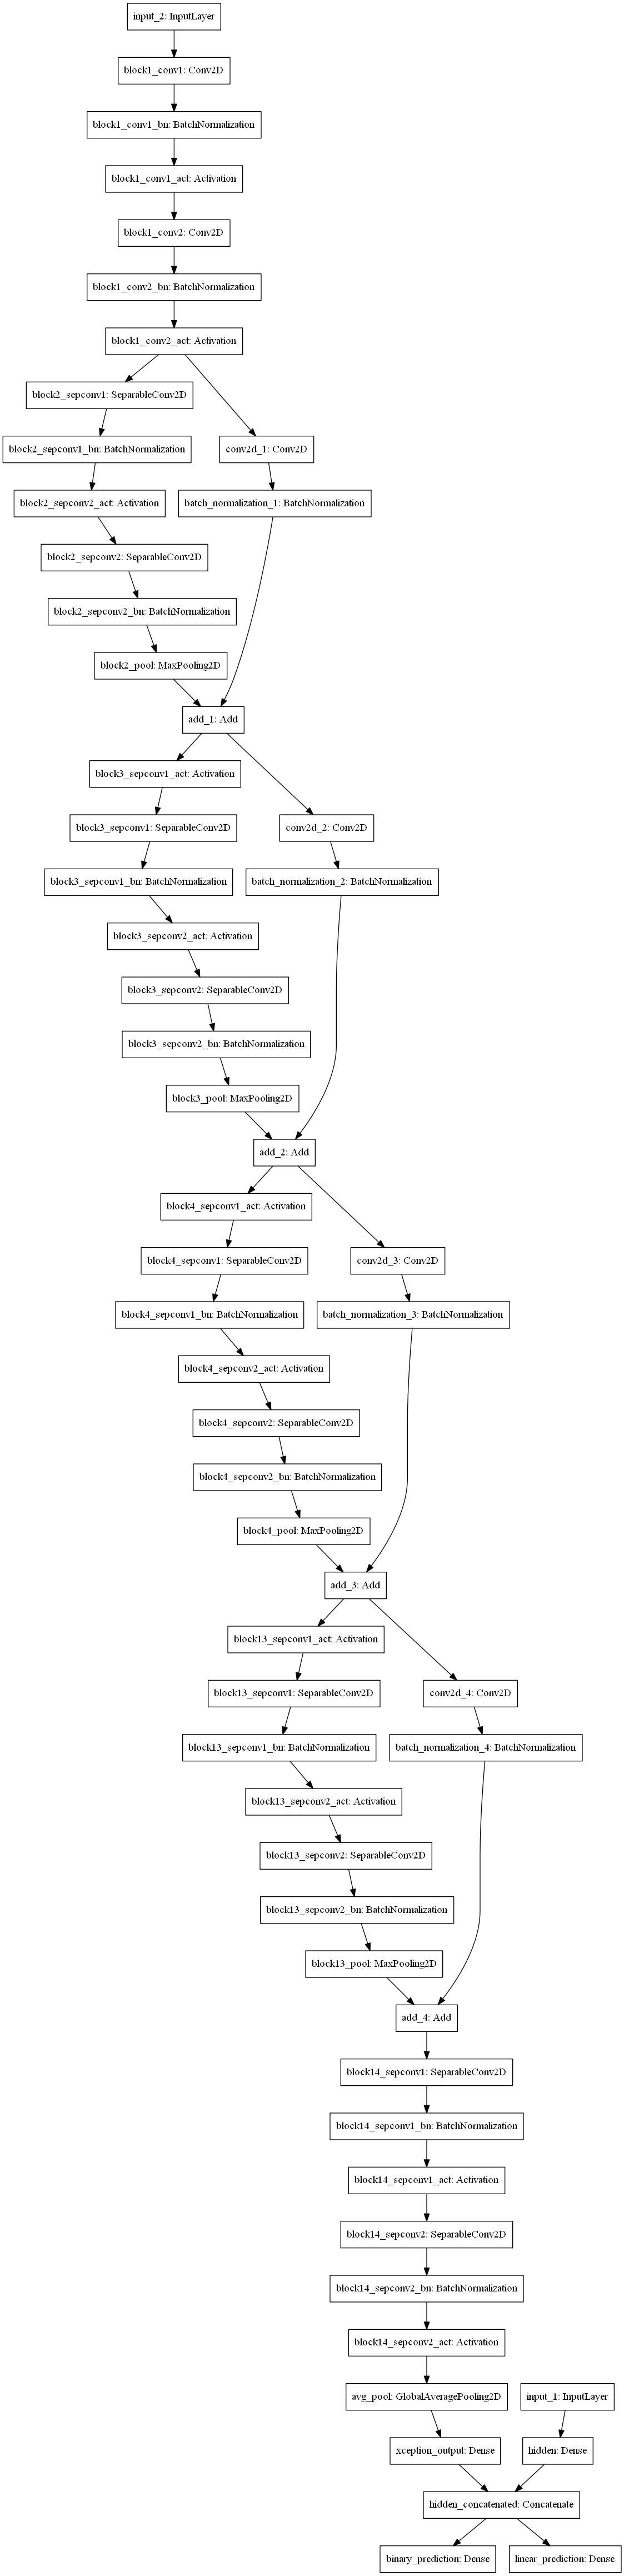 input_2: InputLayer
block1_conv1: Conv2D
block1_conv1_bn: BatchNormalization
block1_conv1_act: Activation
block1_conv2: Conv2D
block1_conv2_bn: BatchNormalization
block1_conv2_act: Activation
block2_sepconv1: SeparableConv2D
block2_sepconv1_bn: BatchNormalization
conv2d_1: Conv2D
block2_sepconv2_act: Activation
batch_normalization_1: BatchNormalization
block2_sepconv2: SeparableConv2D
block2_sepconv2_bn: BatchNormalization
block2_pool: MaxPooling2D
add_1: Add
block3_sepconv1_act: Activation
block3_sepconv1: SeparableConv2D
conv2d_2: Conv2D
block3_sepconv1_bn: BatchNormalization
batch_normalization_2: BatchNormalization
block3_sepconv2_act: Activation
block3_sepconv2: SeparableConv2D
block3_sepconv2_bn: BatchNormalization
block3_pool: MaxPooling2D
add_2: Add
block4_sepconv1_act: Activation
block4_sepconv1: SeparableConv2D
conv2d_3: Conv2D
block4_sepconv1_bn: BatchNormalization
batch_normalization_3: BatchNormalization
block4_sepconv2_act: Activation
block4_sepconv2: SeparableConv2D
block4_sepconv2_bn: BatchNormalization
block4_pool: MaxPooling2D
add_3: Add
block13_sepconv1_act: Activation
block13_sepconv1: SeparableConv2D
conv2d_4: Conv2D
block13_sepconv1_bn: BatchNormalization
batch_normalization_4: BatchNormalization
block13_sepconv2_act: Activation
block13_sepconv2: SeparableConv2D
block13_sepconv2_bn: BatchNormalization
block13_pool: MaxPooling2D
add_4: Add
block14_sepconv1: SeparableConv2D
block14_sepconv1_bn: BatchNormalization
block14_sepconv1_act: Activation
block14_sepconv2: SeparableConv2D
block14_sepconv2_bn: BatchNormalization
block14_sepconv2_act: Activation
avg_pool: GlobalAveragePooling2D
input_1: InputLayer
xception_output: Dense
hidden: Dense
hidden_concatenated: Concatenate
binary_prediction: Dense
linear_prediction: Dense